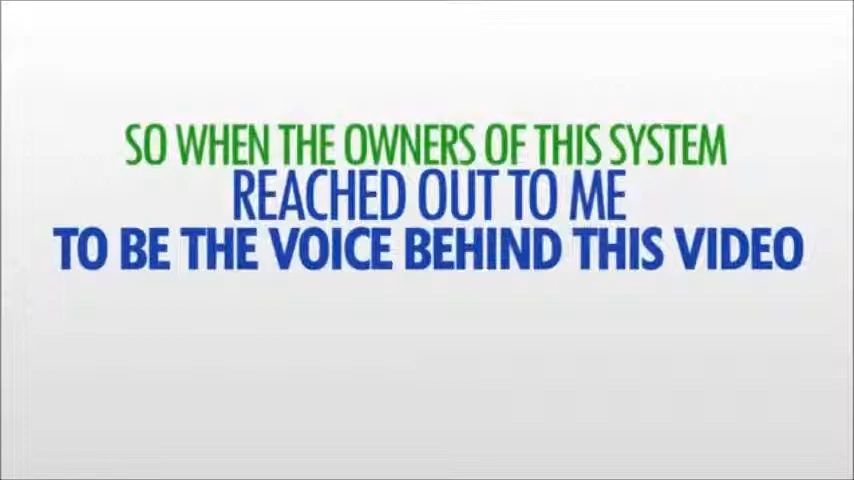 SO WHEN THE OWNERS OF THIS SYSTEM
REACHED OUT TO ME
TO BE THE VOICE BEHIND THIS VIDEO